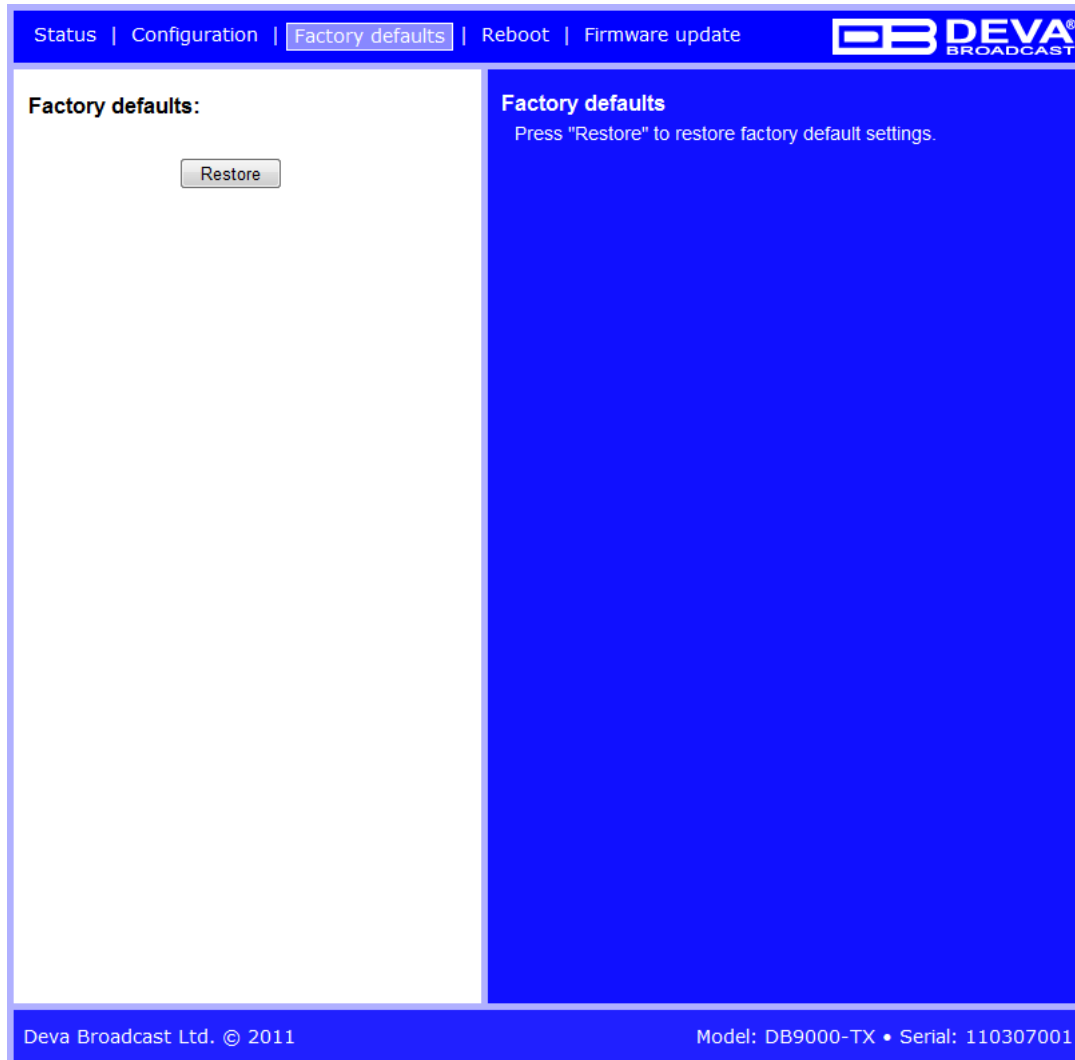 Status | Configuration | Factory defaults | Reboot | Firmware update
DEVA®
BROADCAST
Factory defaults:
Restore
Factory defaults
Press "Restore" to restore factory default settings.
Deva Broadcast Ltd. © 2011
Model: DB9000-TX • Serial: 110307001